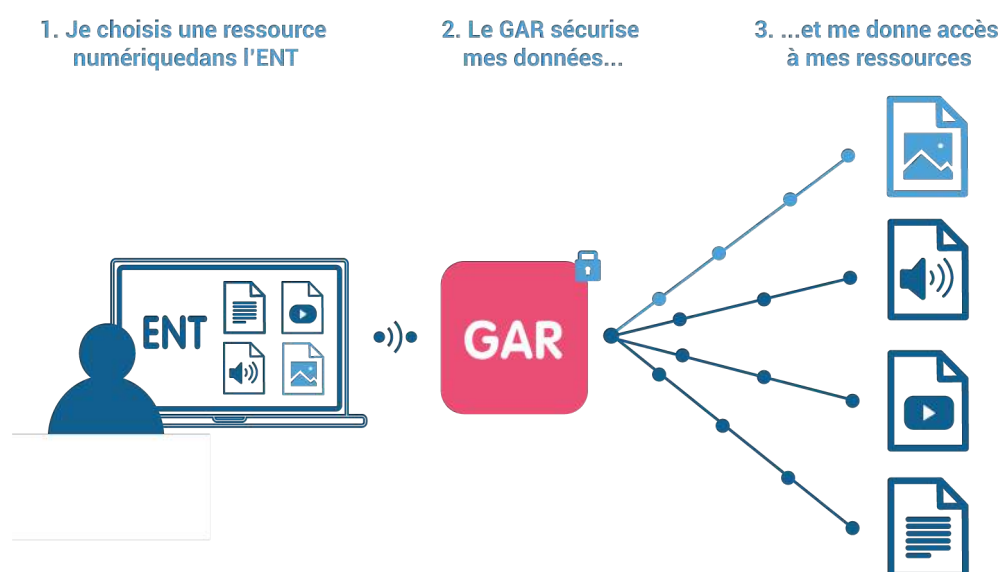 1. Je choisis une ressource
numériquedans l'ENT
2. Le GAR sécurise
mes données...
3. ...et me donne accès
à mes ressources
ENT
GAR